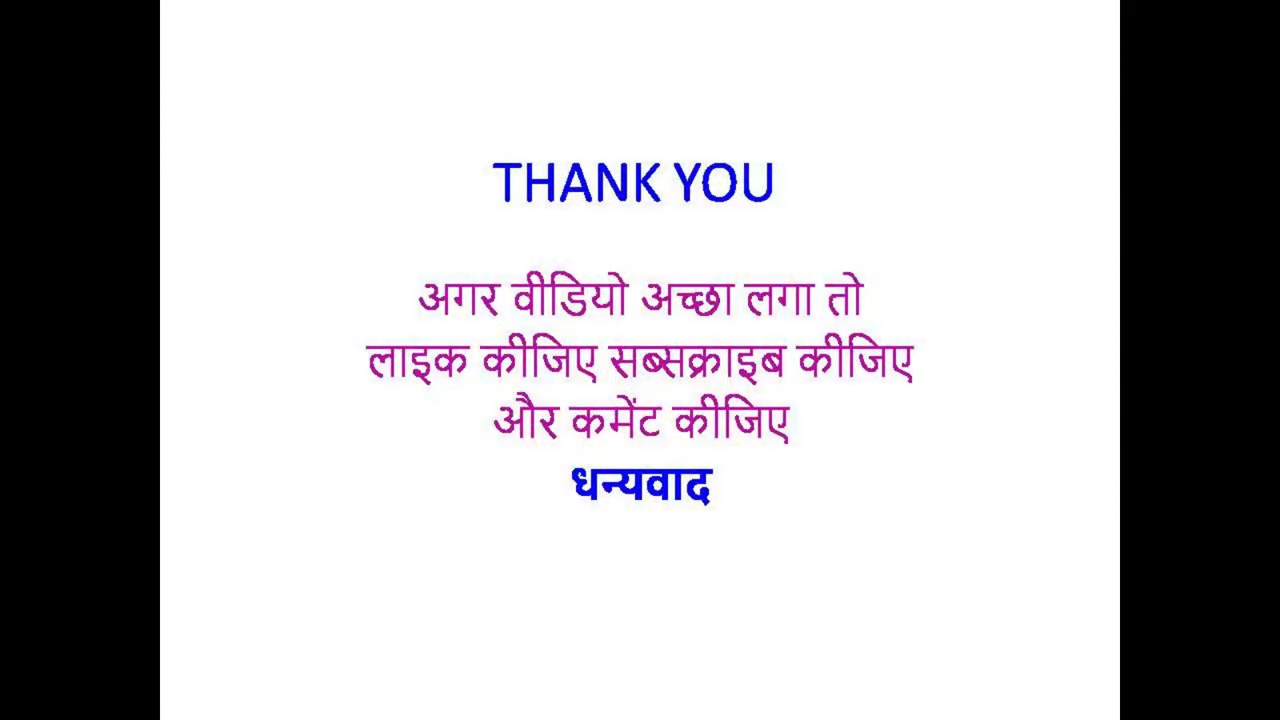 THANK YOU
अगर वीडियो अच्छा लगा तो
लाइक कीजिए सब्सक्राइब कीजिए
और कमेंट कीजिए
धन्यवाद